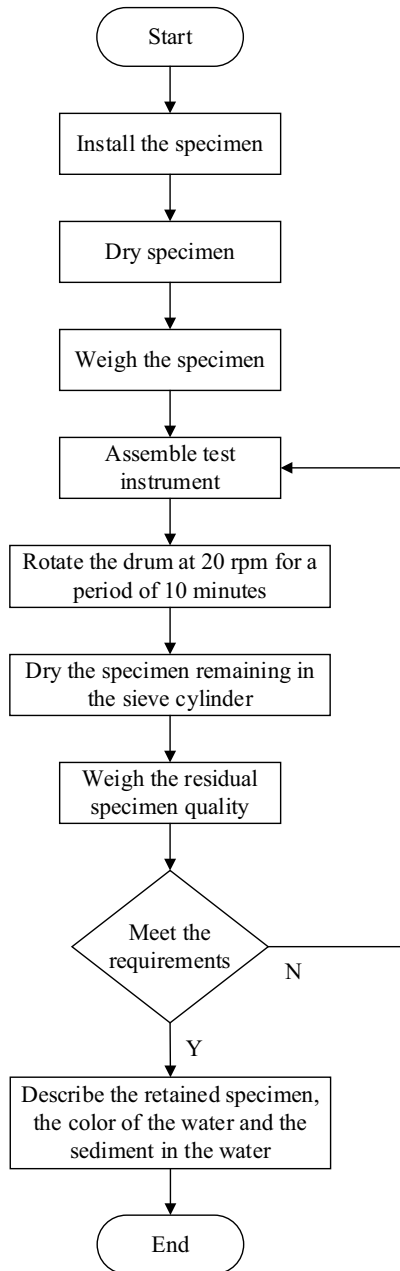 Start
Install the specimen
Dry specimen
Weigh the specimen
Assemble test
instrument
Rotate the drum at 20 rpm for a
period of 10 minutes
Dry the specimen remaining in
the sieve cylinder
Weigh the residual
specimen quality
Meet the
requirements
N
Y
Describe the retained specimen,
the color of the water and the
sediment in the water
End